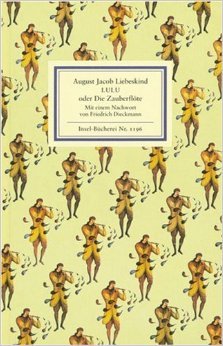 August Jacob Liebeskind
LULU
oder Die Zauberflöte
Mit einem Nachwort
von Friedrich Dieckmann
Insel-Bücherei Nr. 1196